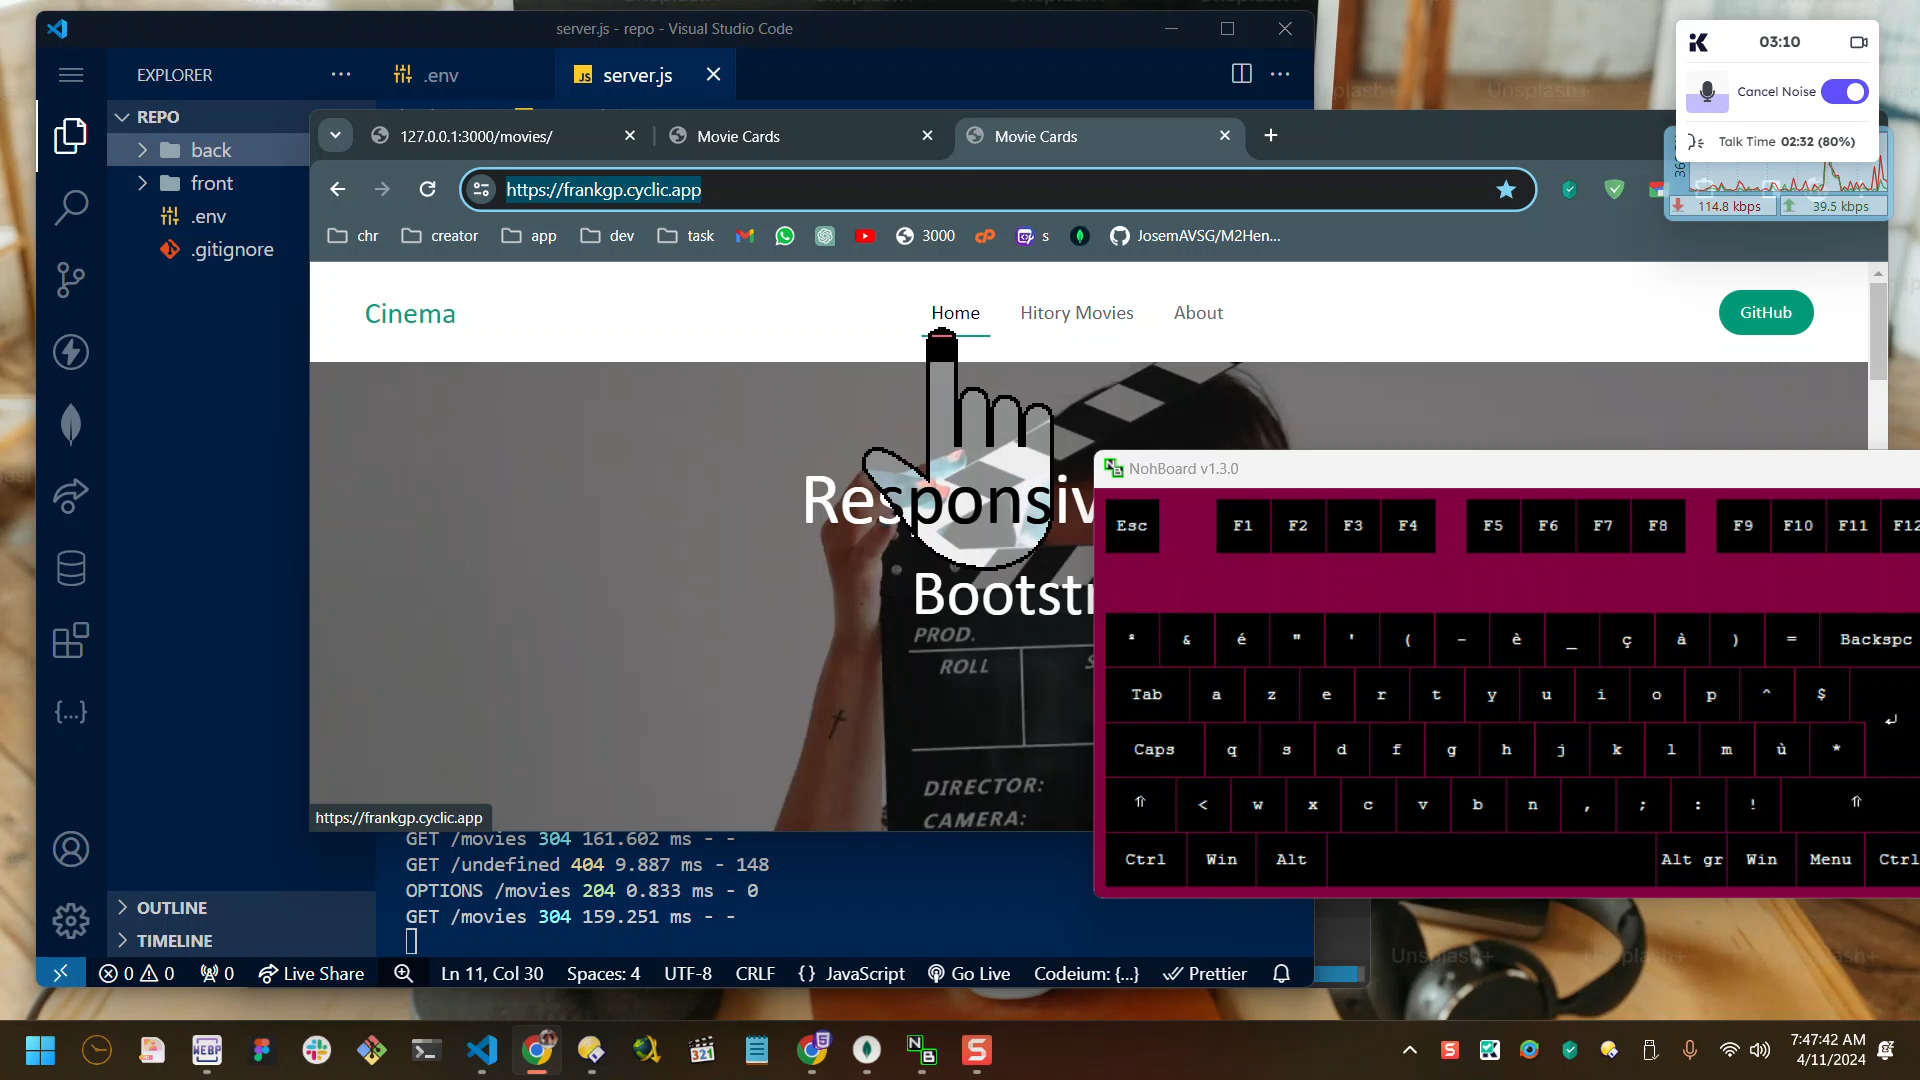 server.js - repo - Visual Studio Code
EXPLORER
.env
server.js
REPO
back
front
.env
.gitignore
OUTLINE
TIMELINE
127.0.0.1:3000/movies/
Movie Cards
Movie Cards
https://frankgp.cyclic.app
chr
creator
app
dev
task
3000
s
JosemAVSG/M2Hen...
Cinema
Home
Hitory Movies
About
GitHub
Responsiv
Bootstr
PROD.
ROLL
DIRECTOR:
CAMERA:
https://frankgp.cyclic.app
GET /movies 304 161.602 ms - -
GET /undefined 404 9.887 ms - 148
OPTIONS /movies 204 0.833 ms - 0
GET /movies 304 159.251 ms - -
0 0 0 Live Share Ln 11, Col 30 Spaces: 4 UTF-8 CRLF {} JavaScript Go Live Codeium: {...} Prettier
03:10
Cancel Noise
Talk Time 02:32 (80%)
114.8 kbps 39.5 kbps
NohBoard v1.3.0
Esc F1 F2 F3 F4 F5 F6 F7 F8 F9 F10 F11 F12
² & é " ' ( - è _ ç à ) = Backspc
Tab a z e r t y u i o p ^ $
Caps q s d f g h j k l m ù *
< w x c v b n , ; : !
Ctrl Win Alt Alt gr Win Menu Ctrl
Unsplash+
WEBP
321
7:47:42 AM
4/11/2024